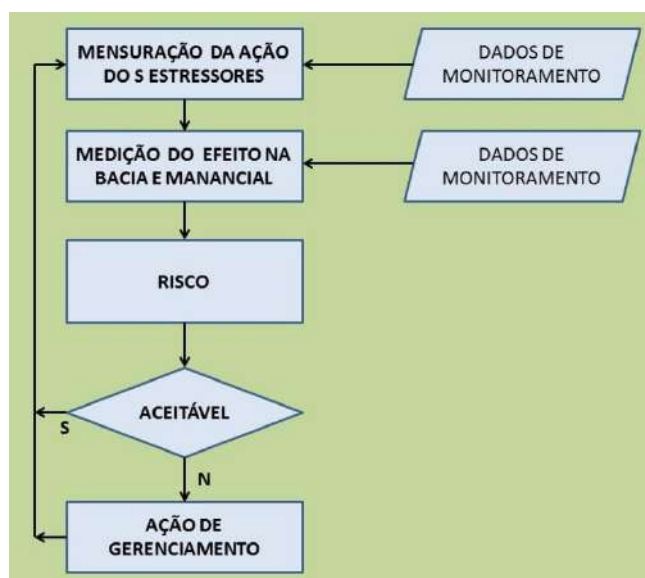 MENSURAÇÃO DA AÇÃO
DO S ESTRESSORES
DADOS DE
MONITORAMENTO
MEDIÇÃO DO EFEITO NA
BACIA E MANANCIAL
DADOS DE
MONITORAMENTO
RISCO
ACEITÁVEL
S
N
AÇÃO DE
GERENCIAMENTO